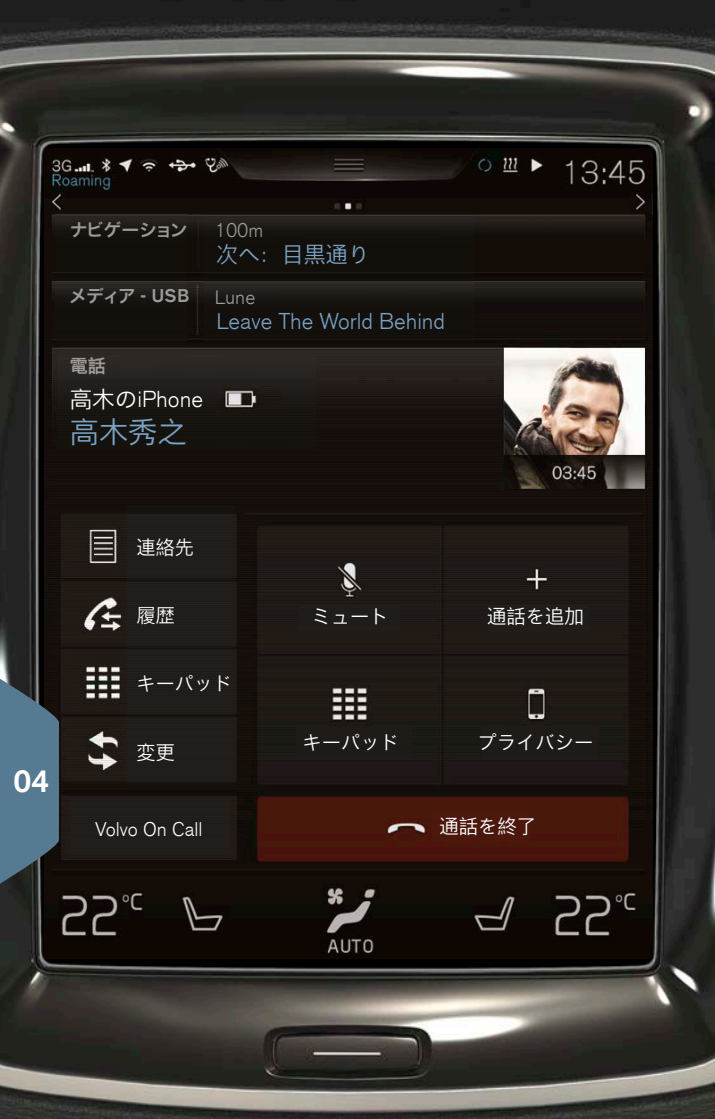 3G
Roaming
13:45
ナビゲーション
100m
次へ: 目黒通り
メディア - USB
Lune
Leave The World Behind
電話
高木のiPhone
高木秀之
03:45
連絡先
履歴
キーパッド
変更
Volvo On Call
ミュート
通話を追加
キーパッド
プライバシー
通話を終了
04
22°C
AUTO
22°C